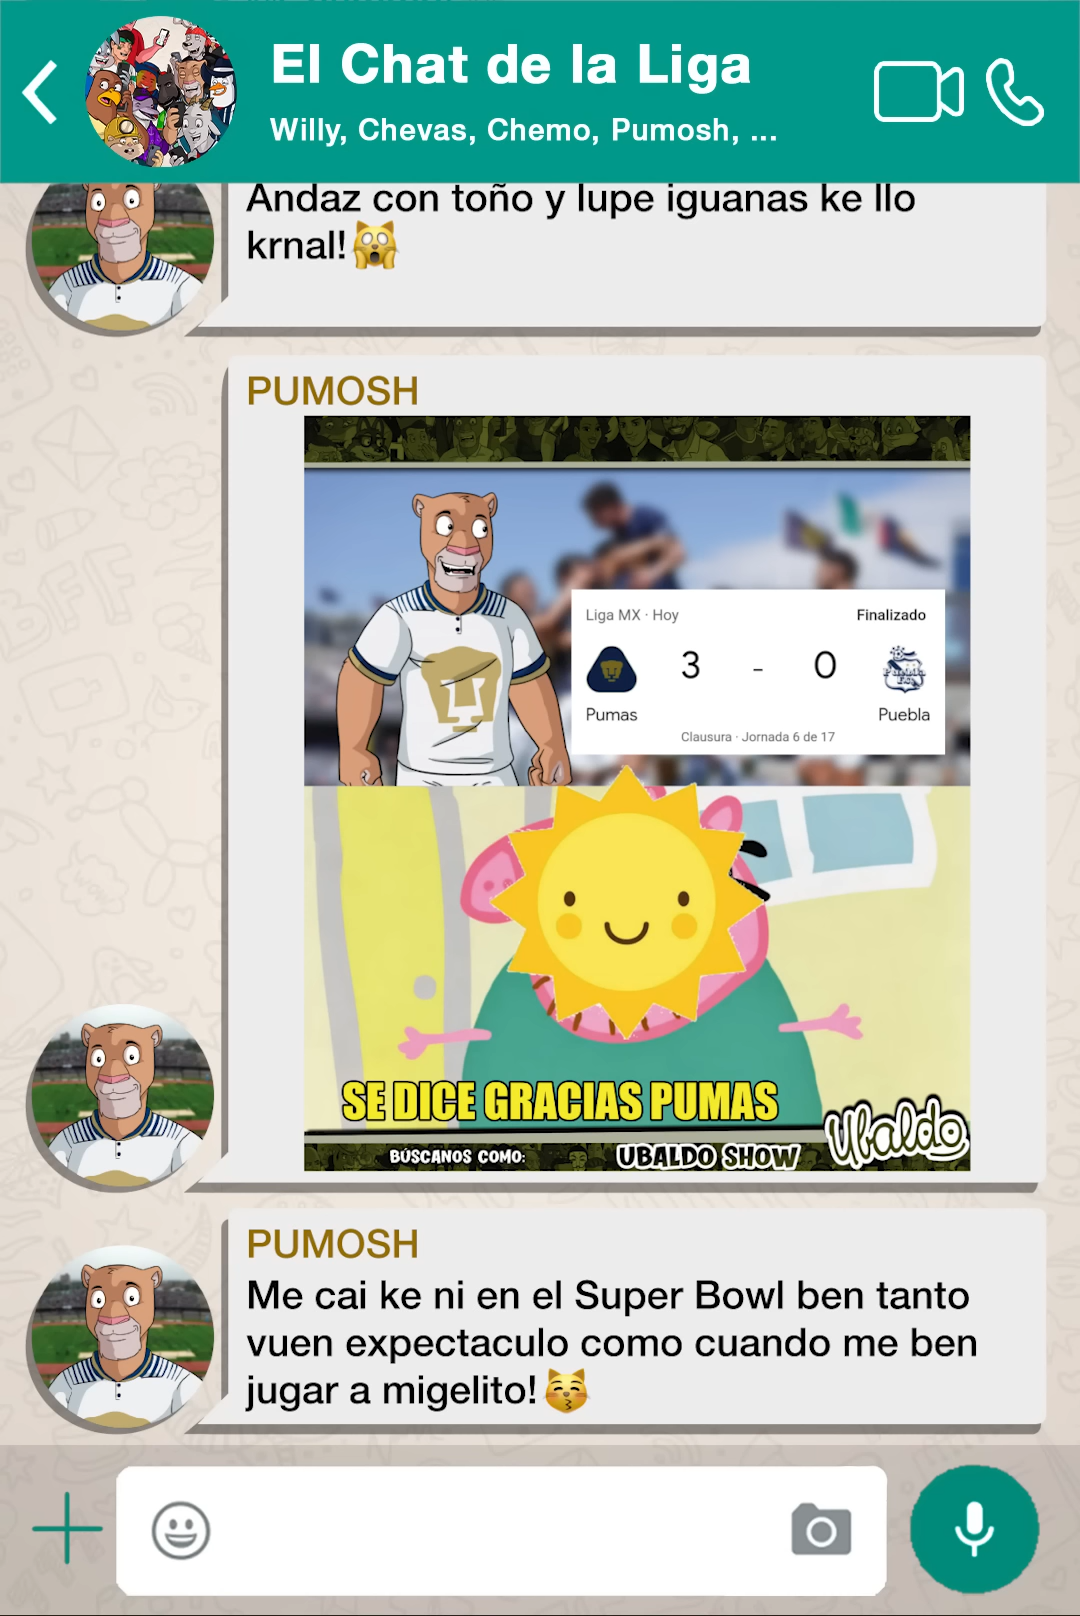 El Chat de la Liga
Willy, Chevas, Chemo, Pumosh, ...
Andaz con toño y lupe iguanas ke llo
krnal!🙀
PUMOSH
Liga MX · Hoy
Finalizado
3 - 0
Pumas
Puebla
Clausura · Jornada 6 de 17
SE DICE GRACIAS PUMAS
Ubaldo
BÚSCANOS COMO:
UBALDO SHOW
PUMOSH
Me cai ke ni en el Super Bowl ben tanto
vuen expectaculo como cuando me ben
jugar a migelito!😽